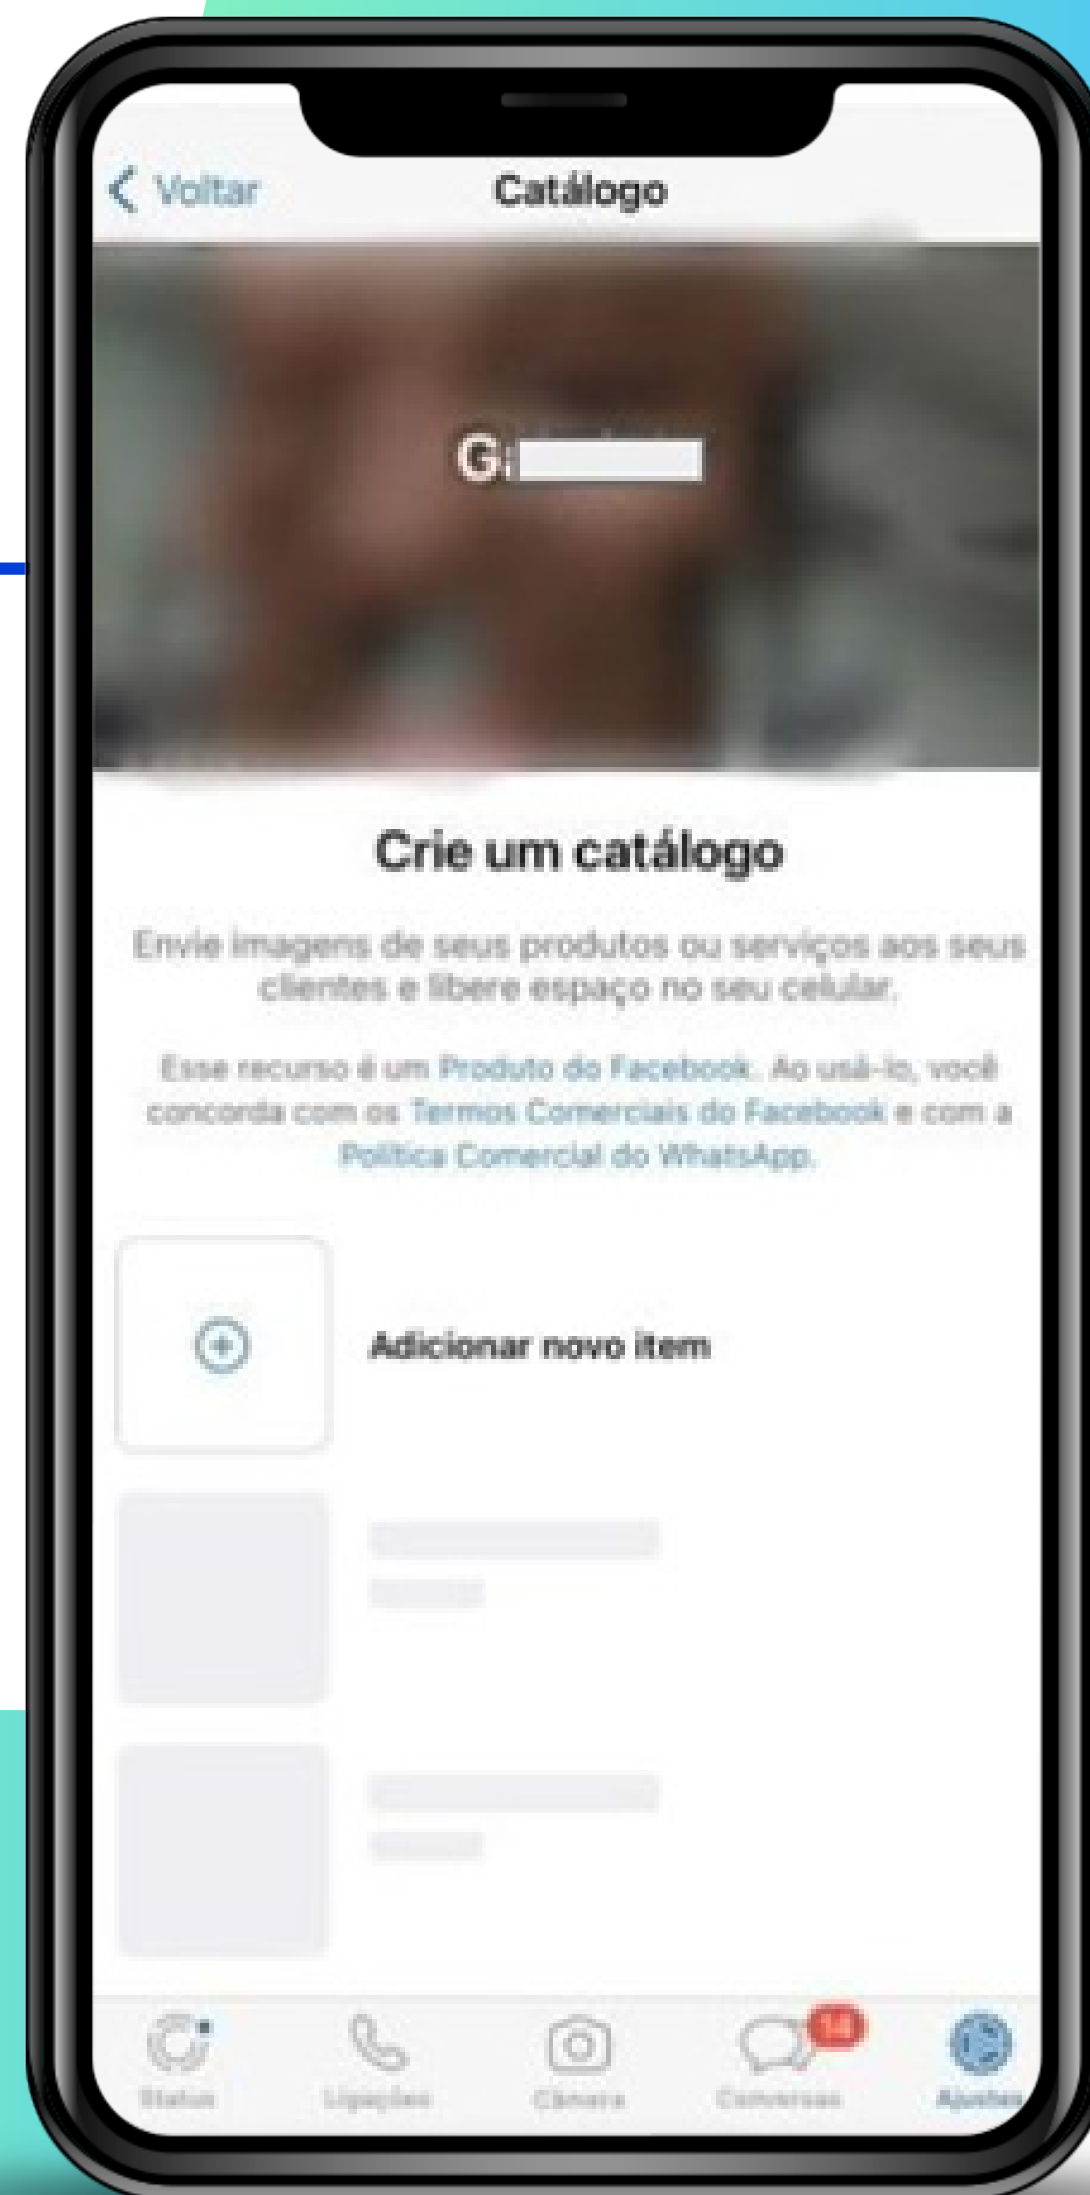 Voltar
Catálogo
G
Crie um catálogo
Envie imagens de seus produtos ou serviços aos seus
clientes e libere espaço no seu celular.
Esse recurso é um Produto do Facebook. Ao usá-lo, você
concorda com os Termos Comerciais do Facebook e com a
Política Comercial do WhatsApp.
Adicionar novo item
14
Status Ligações Câmera Conversas Ajustes